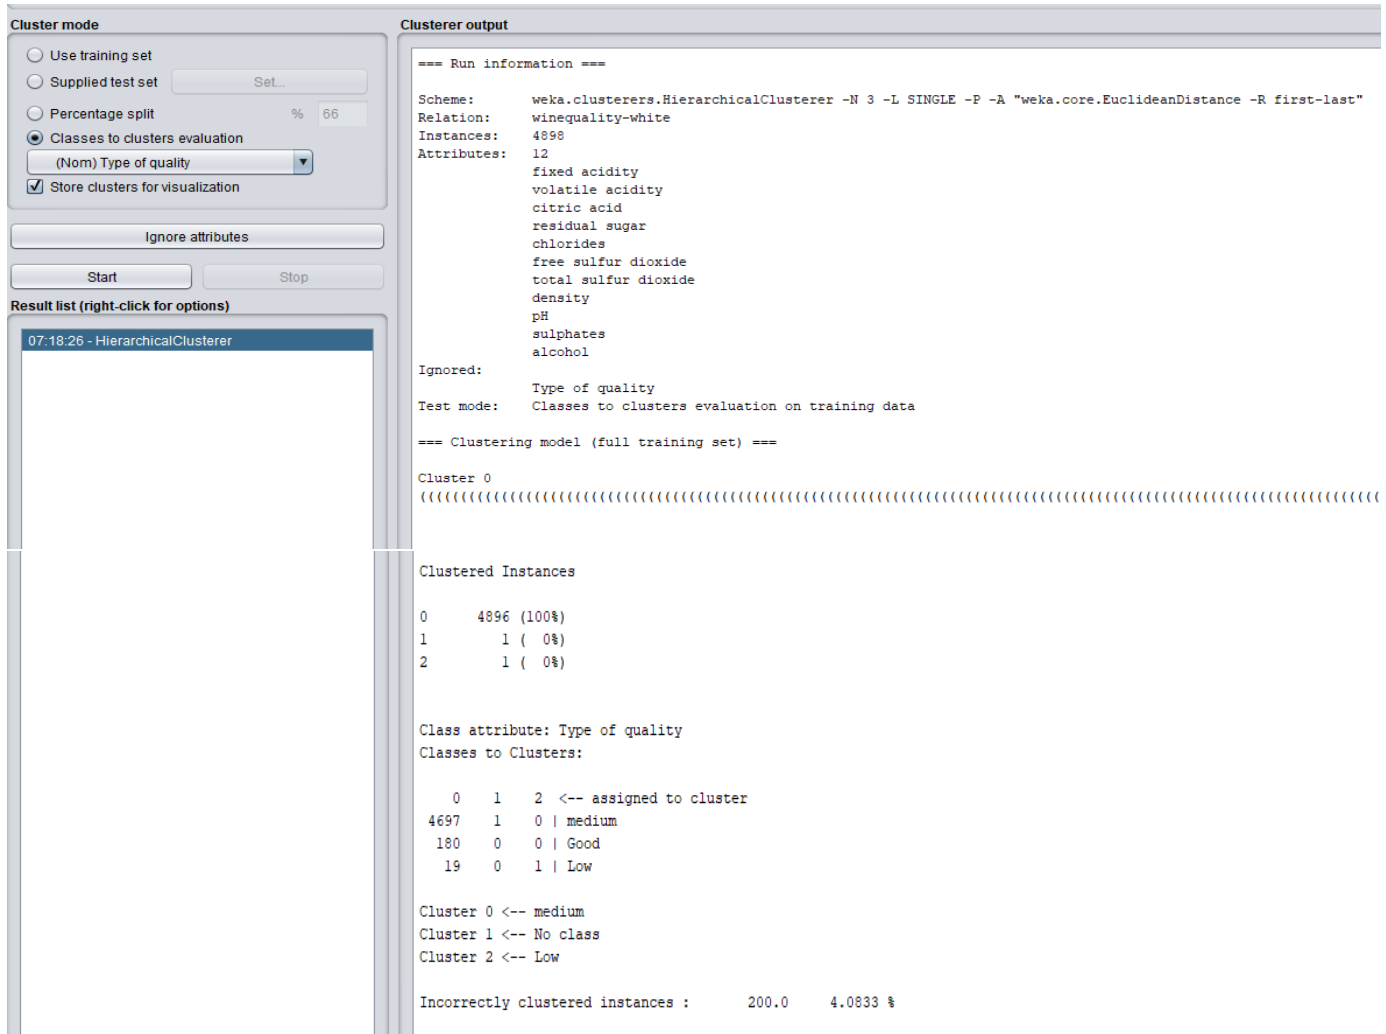 Cluster mode
Use training set
Supplied test set Set...
Percentage split % 66
Classes to clusters evaluation
(Nom) Type of quality
Store clusters for visualization
Ignore attributes
Start Stop
Result list (right-click for options)
07:18:26 - HierarchicalClusterer
Clusterer output
=== Run information ===
Scheme: weka.clusterers.HierarchicalClusterer -N 3 -L SINGLE -P -A "weka.core.EuclideanDistance -R first-last"
Relation: winequality-white
Instances: 4898
Attributes: 12
fixed acidity
volatile acidity
citric acid
residual sugar
chlorides
free sulfur dioxide
total sulfur dioxide
density
pH
sulphates
alcohol
Ignored:
Type of quality
Test mode: Classes to clusters evaluation on training data
=== Clustering model (full training set) ===
Cluster 0
((((((((((((((((((((((((((((((((((((((((((((((((((((((((((((((((((((((((((((((((((((((((((((((((((((((((((((((((((((((
Clustered Instances
0 4896 (100%)
1 1 ( 0%)
2 1 ( 0%)
Class attribute: Type of quality
Classes to Clusters:
0 1 2 <-- assigned to cluster
4697 1 0 | medium
180 0 0 | Good
19 0 1 | Low
Cluster 0 <-- medium
Cluster 1 <-- No class
Cluster 2 <-- Low
Incorrectly clustered instances : 200.0 4.0833 %